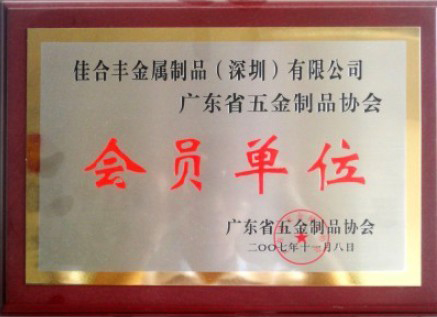 佳合丰金属制品（深圳）有限公司
广东省五金制品协会
会员单位
广东省五金制品协会
二〇〇七年十一月八日